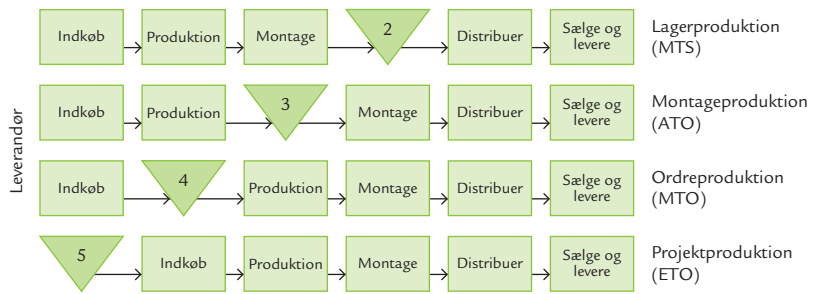 Leverandør
Indkøb
Produktion
Montage
2
Distribuer
Sælge og
levere
Lagerproduktion
(MTS)
Indkøb
Produktion
3
Montage
Distribuer
Sælge og
levere
Montageproduktion
(ATO)
Indkøb
4
Produktion
Montage
Distribuer
Sælge og
levere
Ordreproduktion
(MTO)
5
Indkøb
Produktion
Montage
Distribuer
Sælge og
levere
Projektproduktion
(ETO)